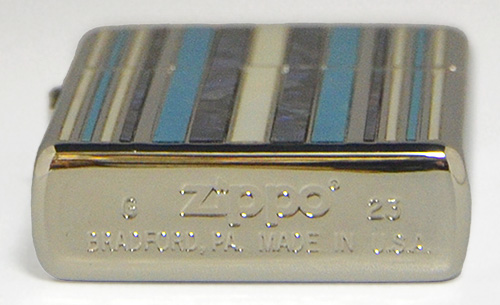 G Zippo 23
BRADFORD, PA. MADE IN U.S.A.